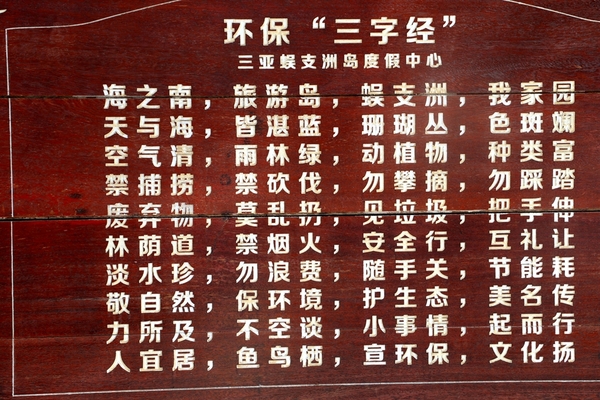 环保“三字经”
三亚蜈支洲岛度假中心
海之南，旅游岛，蜈支洲，我家园
天与海，皆湛蓝，珊瑚丛，色斑斓
空气清，雨林绿，动植物，种类富
禁捕捞，禁砍伐，勿攀摘，勿踩踏
废弃物，莫乱扔，见垃圾，把手伸
林荫道，禁烟火，安全行，互礼让
淡水珍，勿浪费，随手关，节能耗
敬自然，保环境，护生态，美名传
力所及，不空谈，小事情，起而行
人宜居，鱼鸟栖，宣环保，文化扬